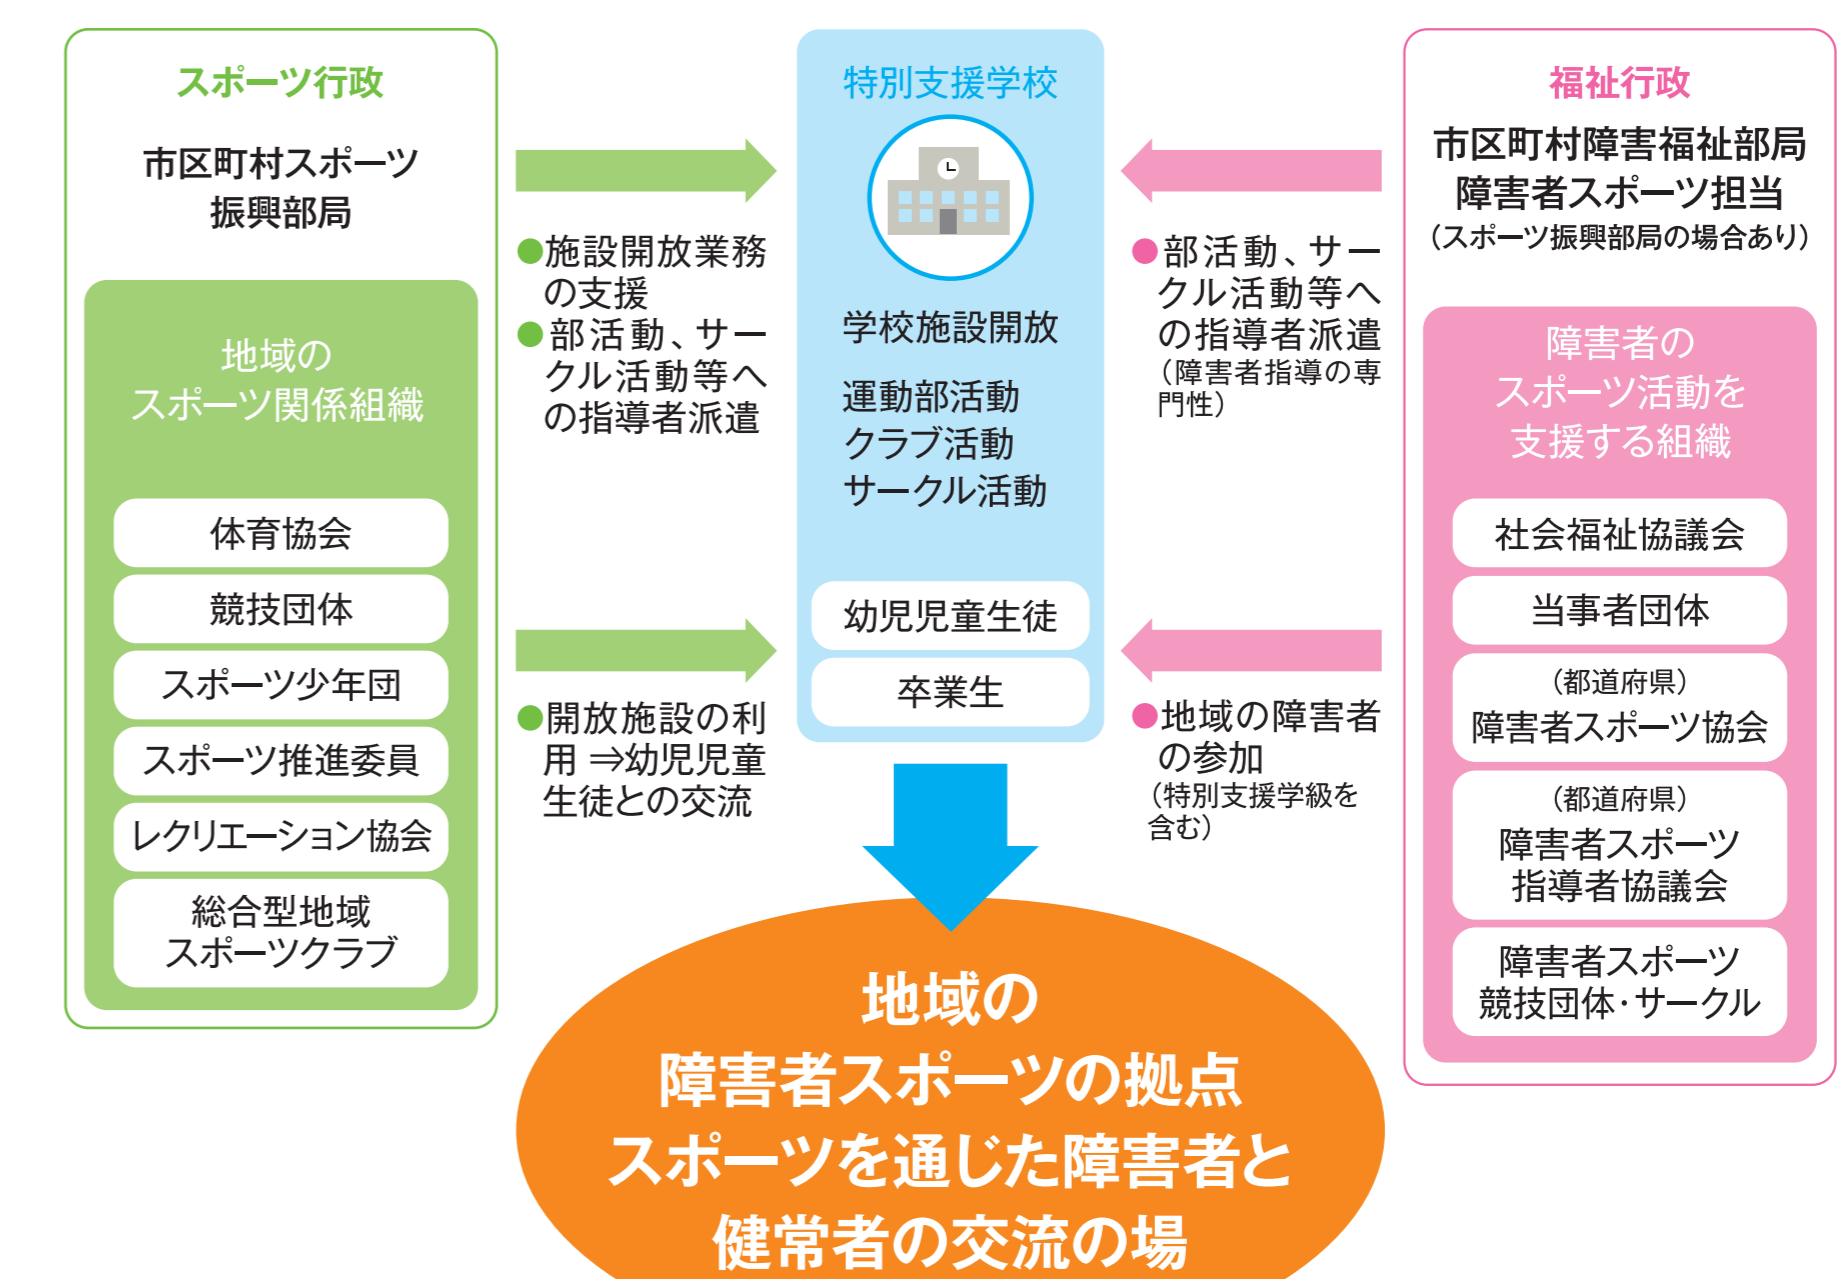 スポーツ行政
市区町村スポーツ
振興部局
地域の
スポーツ関係組織
体育協会
競技団体
スポーツ少年団
スポーツ推進委員
レクリエーション協会
総合型地域
スポーツクラブ
●施設開放業務
の支援
●部活動、サー
クル活動等へ
の指導者派遣
●開放施設の利
用 ⇒幼児児童
生徒との交流
特別支援学校
学校施設開放
運動部活動
クラブ活動
サークル活動
幼児児童生徒
卒業生
●部活動、サー
クル活動等へ
の指導者派遣
（障害者指導の専
門性）
●地域の障害者
の参加
（特別支援学級を
含む）
福祉行政
市区町村障害福祉部局
障害者スポーツ担当
（スポーツ振興部局の場合あり）
障害者の
スポーツ活動を
支援する組織
社会福祉協議会
当事者団体
（都道府県）
障害者スポーツ協会
（都道府県）
障害者スポーツ
指導者協議会
障害者スポーツ
競技団体・サークル
地域の
障害者スポーツの拠点
スポーツを通じた障害者と
健常者の交流の場